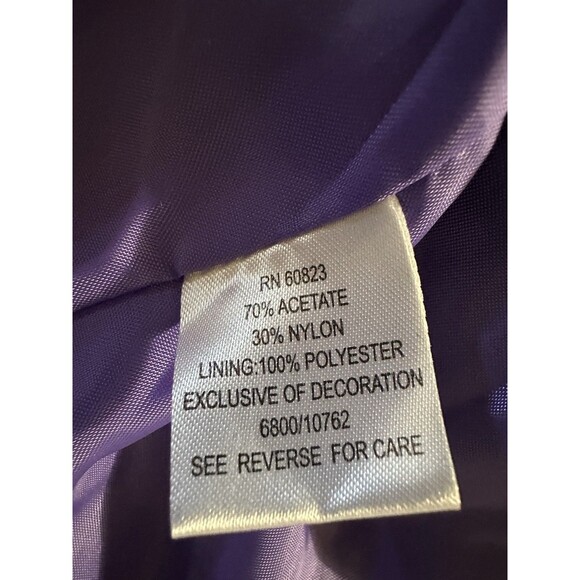 RN 60823
70% ACETATE
30% NYLON
LINING:100% POLYESTER
EXCLUSIVE OF DECORATION
6800/10762
SEE REVERSE FOR CARE